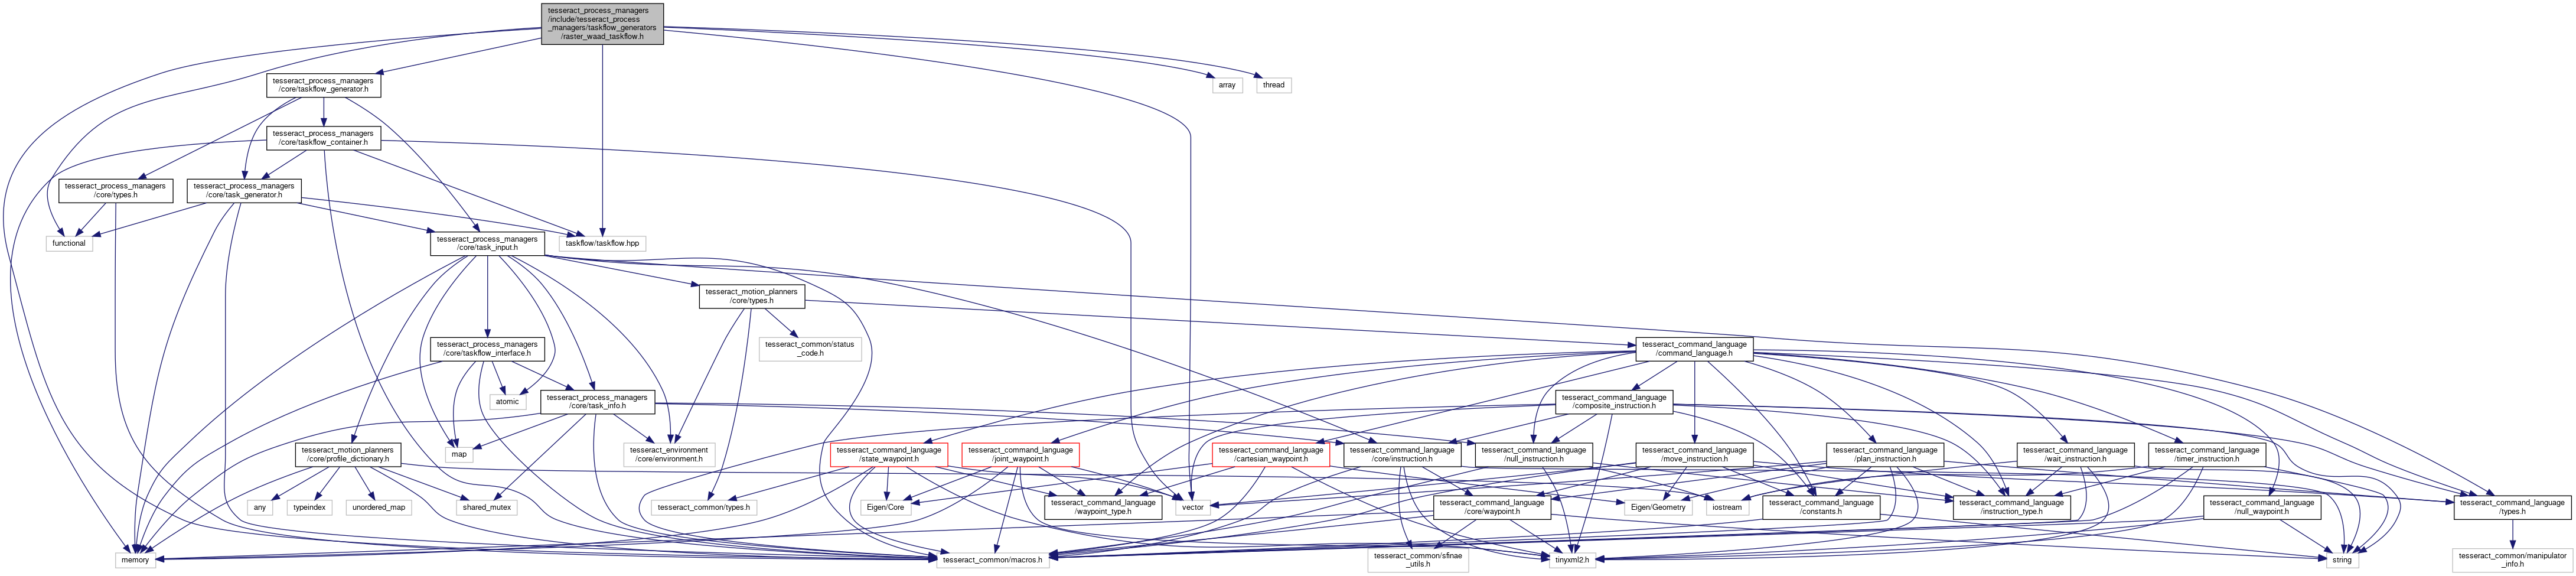 tesseract_process_managers
/include/tesseract_process
_managers/taskflow_generators
/raster_waad_taskflow.h
tesseract_process_managers
/core/taskflow_generator.h
array
thread
tesseract_process_managers
/core/taskflow_container.h
tesseract_process_managers
/core/types.h
tesseract_process_managers
/core/task_generator.h
functional
tesseract_process_managers
/core/task_input.h
taskflow/taskflow.hpp
tesseract_motion_planners
/core/types.h
tesseract_process_managers
/core/taskflow_interface.h
tesseract_common/status
_code.h
tesseract_command_language
/command_language.h
atomic
tesseract_process_managers
/core/task_info.h
tesseract_command_language
/composite_instruction.h
tesseract_motion_planners
/core/profile_dictionary.h
map
tesseract_environment
/core/environment.h
tesseract_command_language
/state_waypoint.h
tesseract_command_language
/joint_waypoint.h
tesseract_command_language
/cartesian_waypoint.h
tesseract_command_language
/core/instruction.h
tesseract_command_language
/null_instruction.h
tesseract_command_language
/move_instruction.h
tesseract_command_language
/plan_instruction.h
tesseract_command_language
/wait_instruction.h
tesseract_command_language
/timer_instruction.h
any
typeindex
unordered_map
shared_mutex
tesseract_common/types.h
Eigen/Core
tesseract_command_language
/waypoint_type.h
vector
tesseract_command_language
/core/waypoint.h
Eigen/Geometry
iostream
tesseract_command_language
/constants.h
tesseract_command_language
/instruction_type.h
tesseract_command_language
/null_waypoint.h
tesseract_command_language
/types.h
memory
tesseract_common/macros.h
tesseract_common/sfinae
_utils.h
tinyxml2.h
string
tesseract_common/manipulator
_info.h